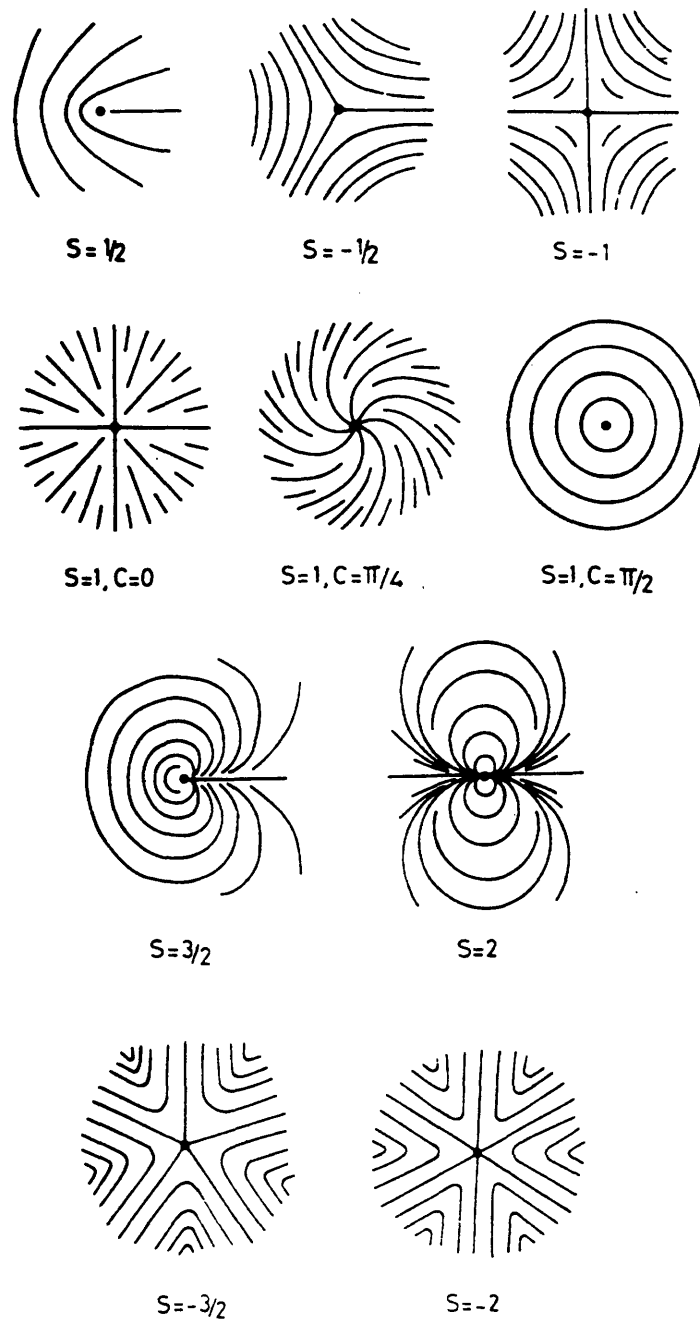 S = 1/2
S = -1/2
S = -1
S=1, C=0
S=1, C=π/4
S=1, C=π/2
S=3/2
S=2
S=-3/2
S=-2